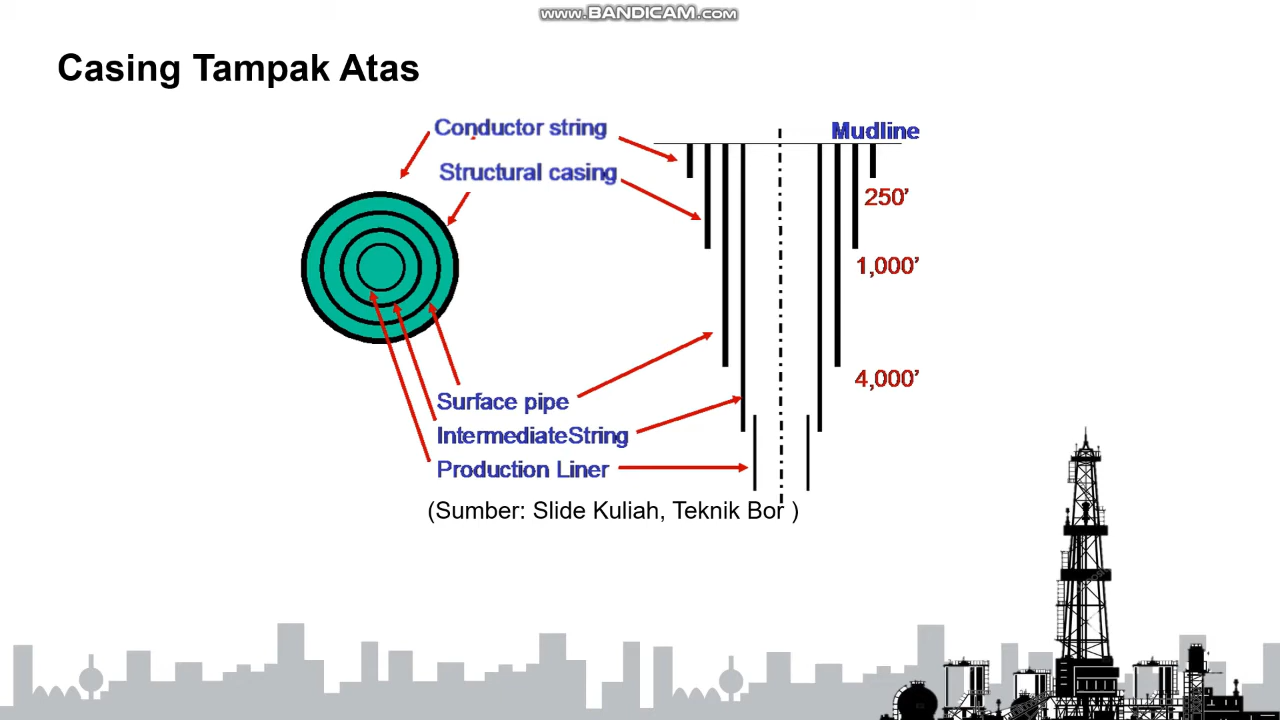 www.BANDICAM.com
Casing Tampak Atas
Conductor string
Mudline
Structural casing
250’
1,000’
4,000’
Surface pipe
IntermediateString
Production Liner
(Sumber: Slide Kuliah, Teknik Bor )